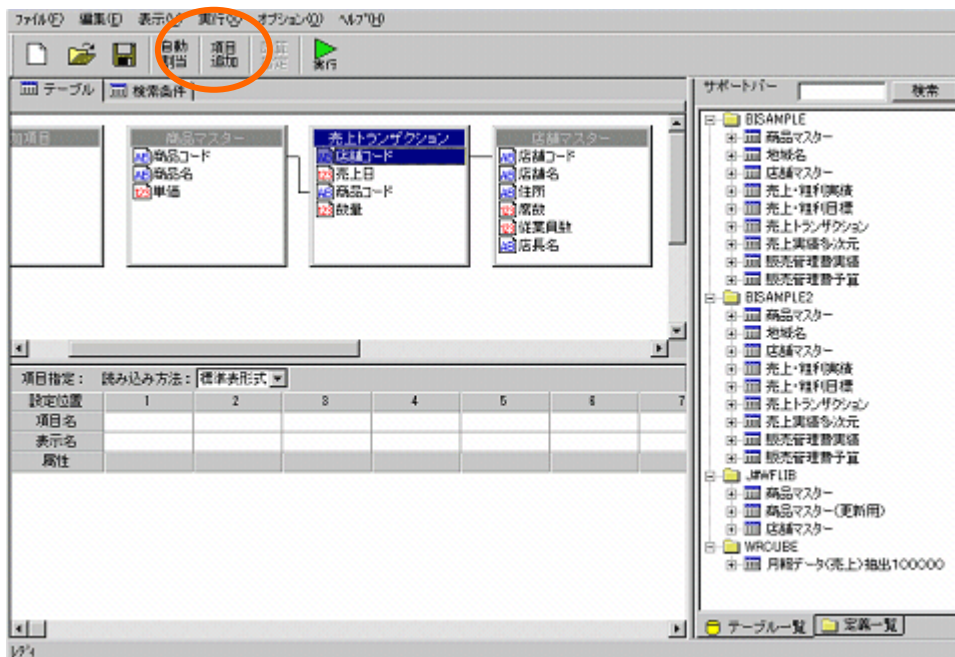 ファイル(F) 編集(E) 表示(V) 実行(X) オプション(O) ヘルプ(H)
自動割当
項目追加
実行
テーブル 検索条件
サポートバー 検索
加項目
商品マスター
商品コード
商品名
単価
売上トランザクション
店舗コード
売上日
商品コード
数量
店舗マスター
店舗コード
店舗名
住所
席数
従業員数
店長名
項目指定: 読み込み方法: 標準表形式
設定位置 1 2 3 4 5 6 7
項目名
表示名
属性
BISAMPLE
商品マスター
地域名
店舗マスター
売上・粗利実績
売上・粗利目標
売上トランザクション
売上実績多次元
販売管理費実績
販売管理費予算
BISAMPLE2
商品マスター
地域名
店舗マスター
売上・粗利実績
売上・粗利目標
売上トランザクション
売上実績多次元
販売管理費実績
販売管理費予算
J#WFLIB
商品マスター
商品マスター(更新用)
店舗マスター
WRCUBE
月報データ(売上)抽出100000
テーブル一覧 定義一覧
レディ